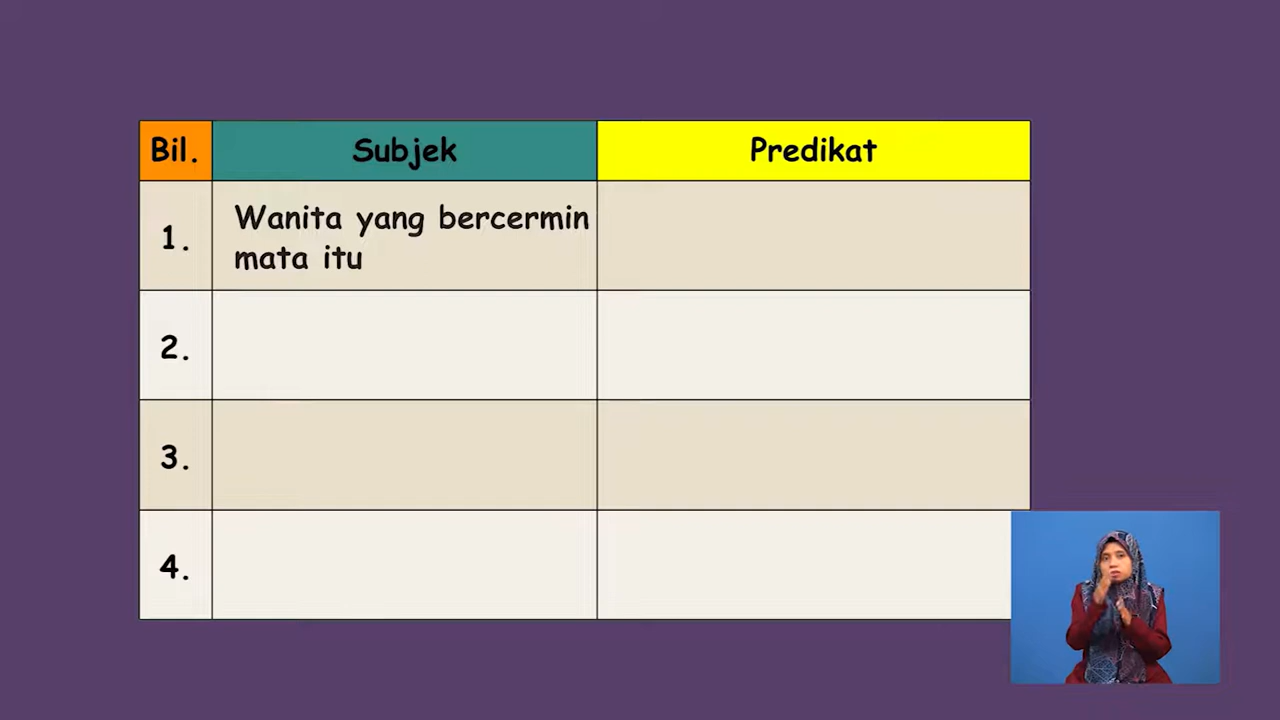 Bil. Subjek Predikat
1. Wanita yang bercermin
mata itu
2.
3.
4.